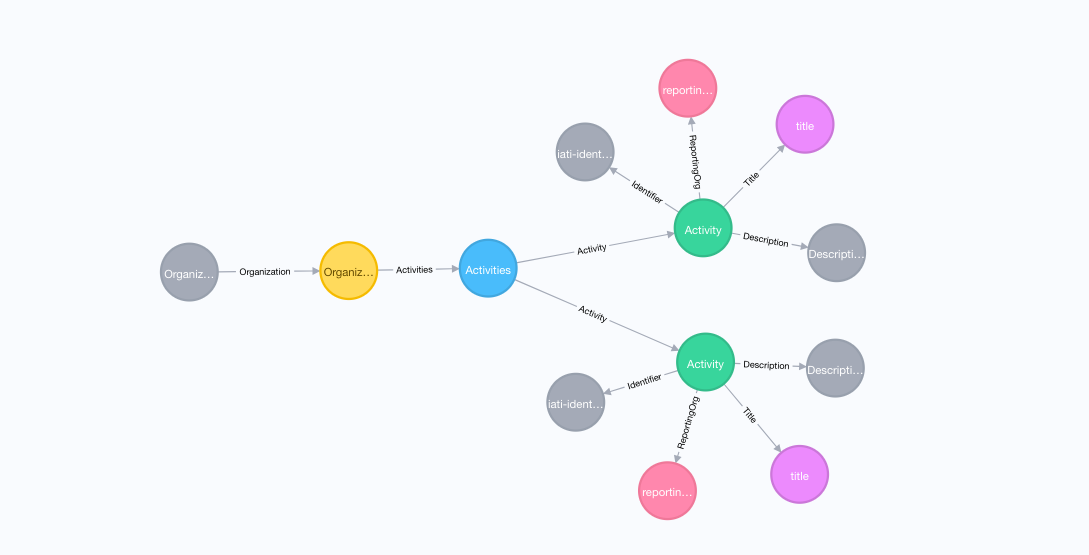 reportin…
title
iati-ident…
ReportingOrg
Title
Identifier
Activity
Description
Descripti…
Activity
Organiz…
Organization
Organiz…
Activities
Activities
Activity
Activity
Description
Descripti…
Identifier
iati-ident…
ReportingOrg
Title
title
reportin…